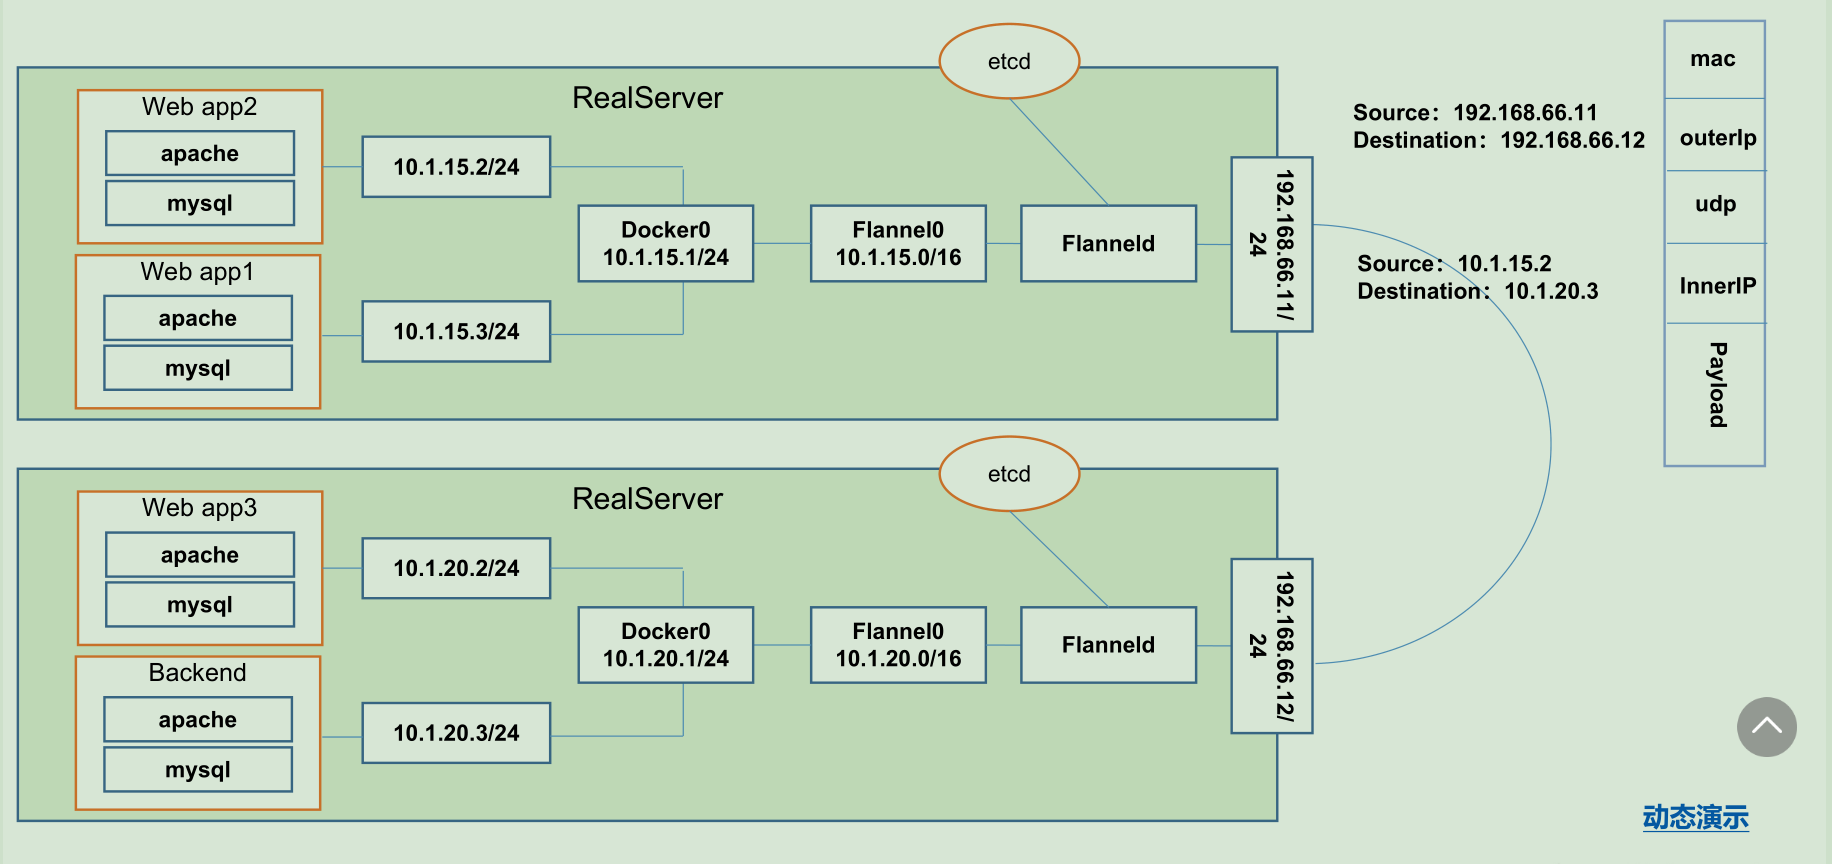 etcd
RealServer
Web app2
apache
mysql
10.1.15.2/24
Web app1
apache
mysql
10.1.15.3/24
Docker0
10.1.15.1/24
Flannel0
10.1.15.0/16
Flanneld
192.168.66.11/
24
Source：192.168.66.11
Destination：192.168.66.12
Source：10.1.15.2
Destination：10.1.20.3
mac
outerIp
udp
InnerIP
Payload
etcd
RealServer
Web app3
apache
mysql
10.1.20.2/24
Backend
apache
mysql
10.1.20.3/24
Docker0
10.1.20.1/24
Flannel0
10.1.20.0/16
Flanneld
192.168.66.12/
24
动态演示